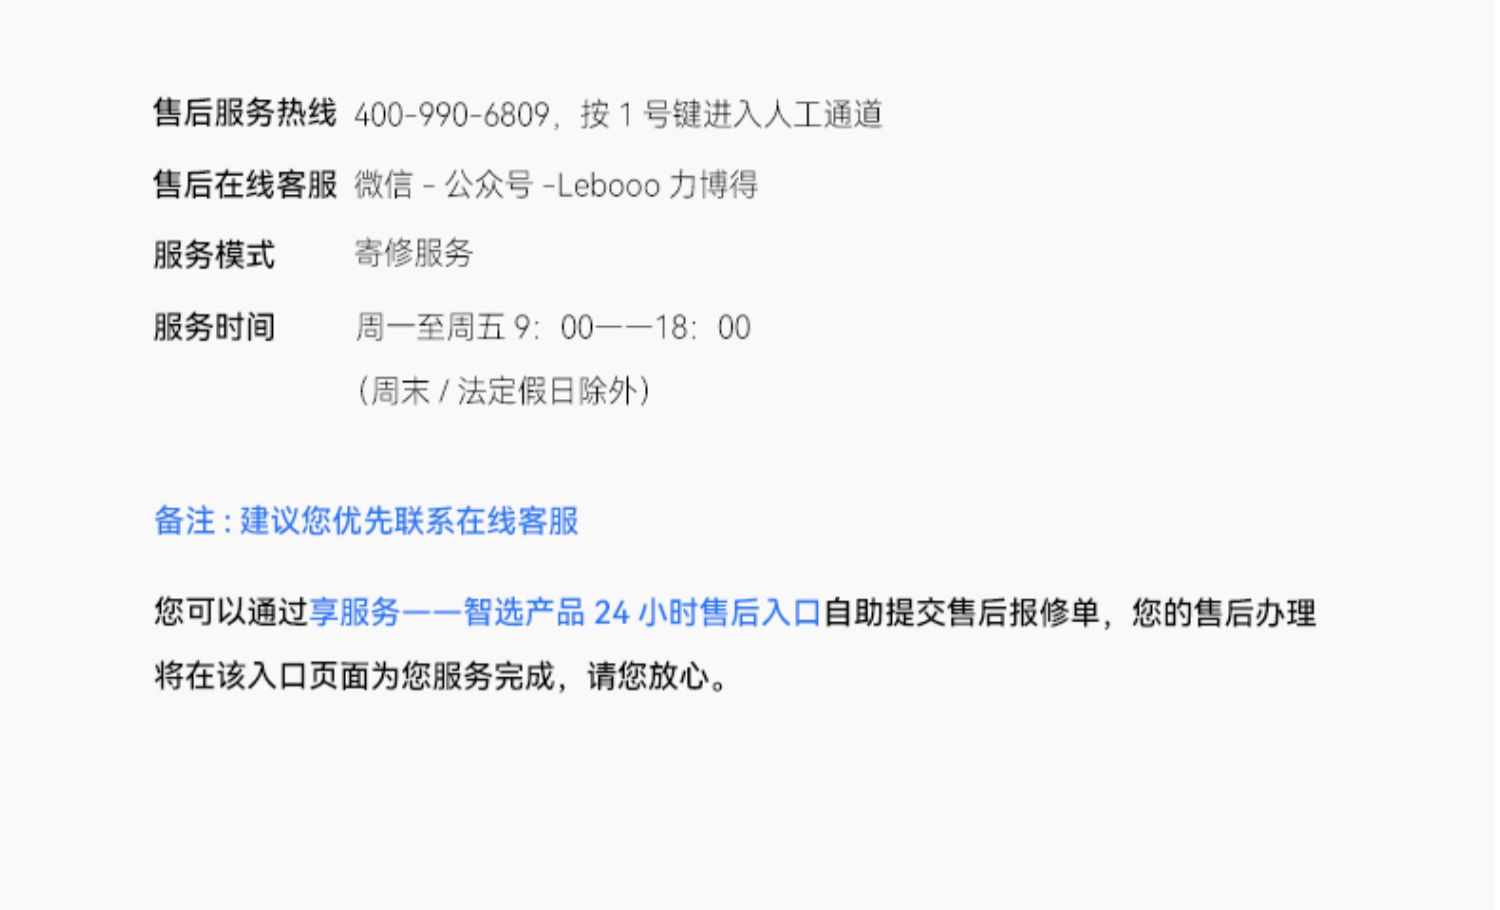 售后服务热线 400-990-6809，按 1 号键进入人工通道
售后在线客服 微信 - 公众号 -Lebooo 力博得
服务模式 寄修服务
服务时间 周一至周五 9：00——18：00
（周末 / 法定假日除外）
备注 : 建议您优先联系在线客服
您可以通过享服务——智选产品 24 小时售后入口自助提交售后报修单，您的售后办理
将在该入口页面为您服务完成，请您放心。